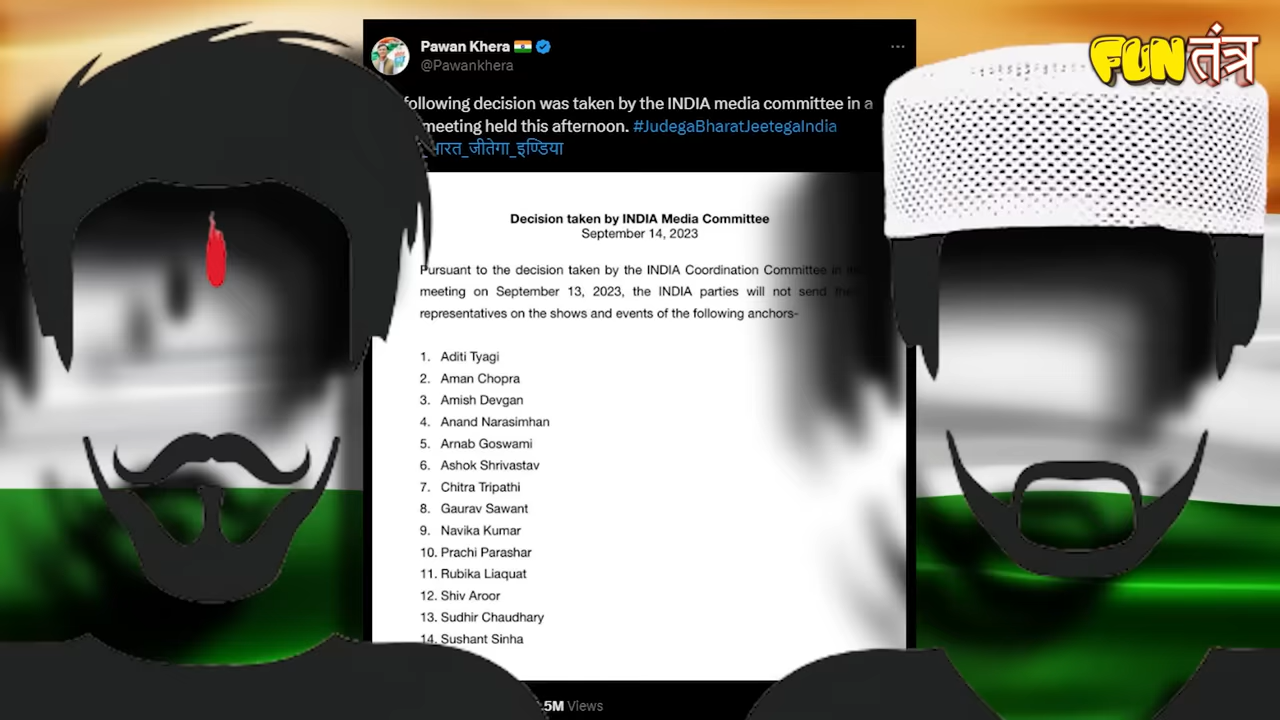 FUNतंत्र
Pawan Khera
@Pawankhera
following decision was taken by the INDIA media committee in a
meeting held this afternoon. #JudegaBharatJeetegaIndia
भारत_जीतेगा_इण्डिया
Decision taken by INDIA Media Committee
September 14, 2023
Pursuant to the decision taken by the INDIA Coordination Committee in
meeting on September 13, 2023, the INDIA parties will not send
representatives on the shows and events of the following anchors-
1. Aditi Tyagi
2. Aman Chopra
3. Amish Devgan
4. Anand Narasimhan
5. Arnab Goswami
6. Ashok Shrivastav
7. Chitra Tripathi
8. Gaurav Sawant
9. Navika Kumar
10. Prachi Parashar
11. Rubika Liaquat
12. Shiv Aroor
13. Sudhir Chaudhary
14. Sushant Sinha
.5M Views